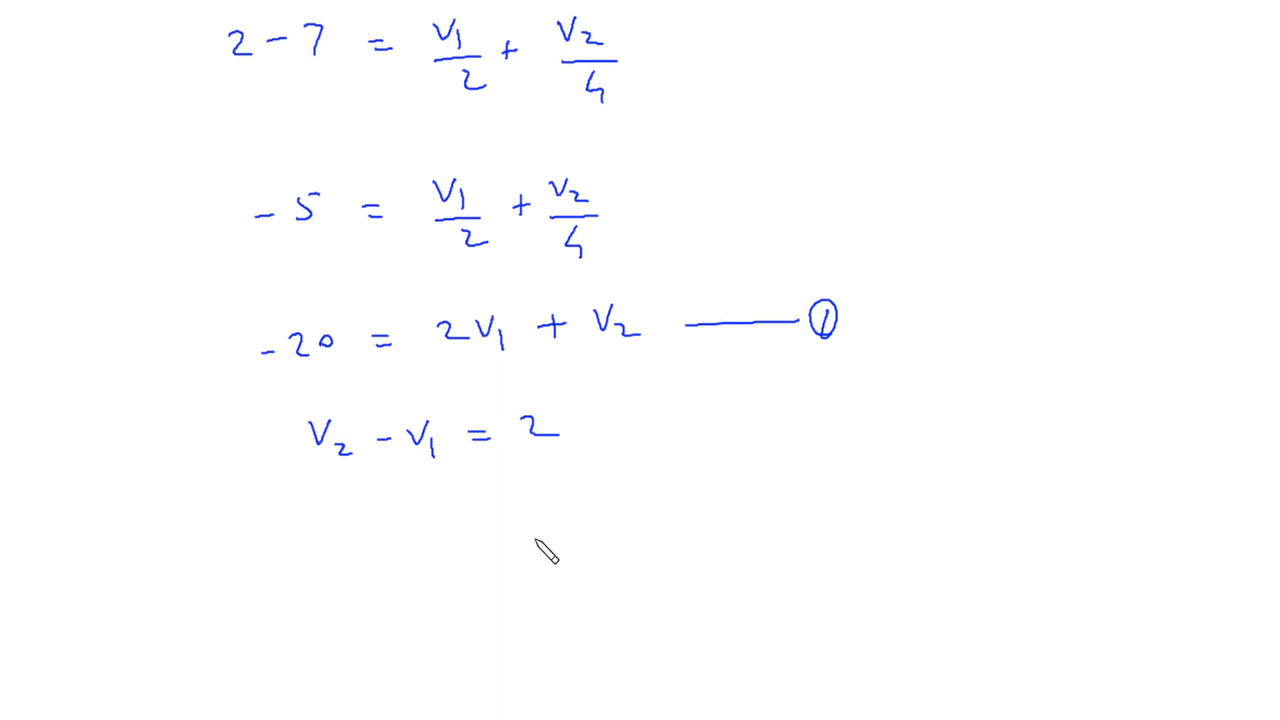 2 - 7 = V1/2 + V2/4
- 5 = V1/2 + V2/4
- 20 = 2V1 + V2 ——— ①
V2 - V1 = 2